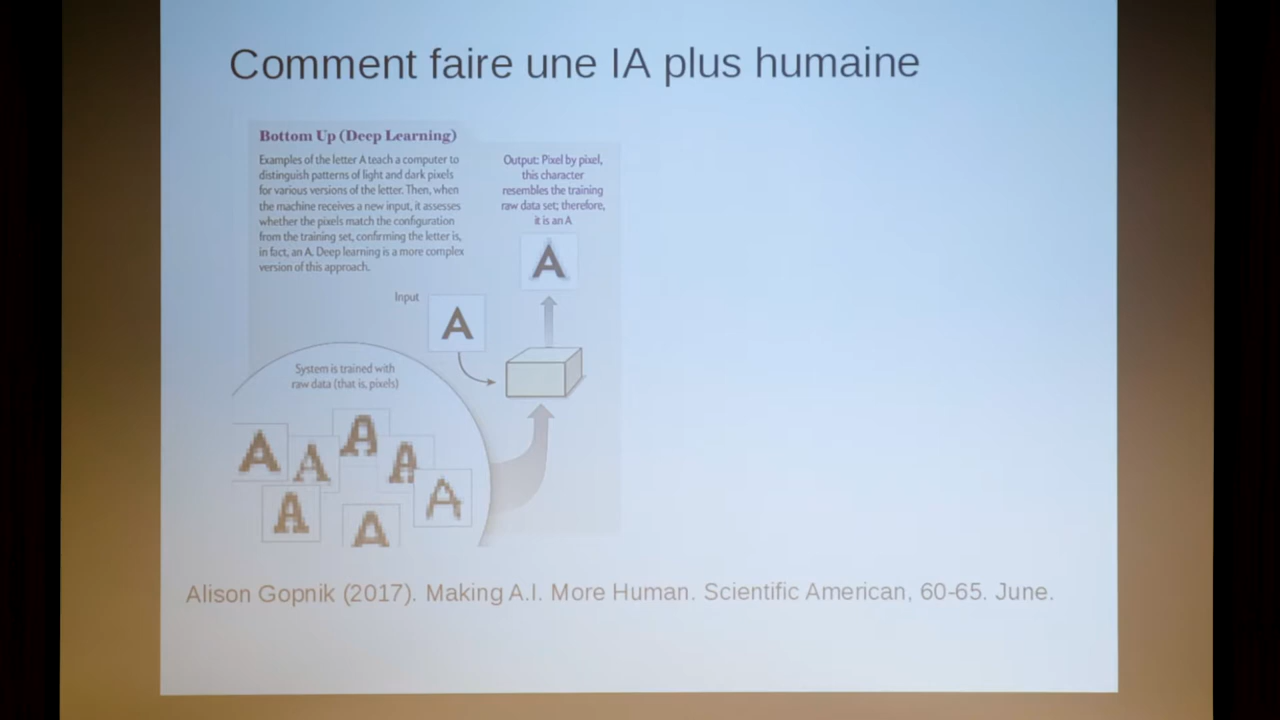 Comment faire une IA plus humaine
Bottom Up (Deep Learning)
Examples of the letter A teach a computer to
distinguish patterns of light and dark pixels
for various versions of the letter. Then, when
the machine receives a new input, it assesses
whether the pixels match the configuration
from the training set, confirming the letter is,
in fact, an A. Deep learning is a more complex
version of this approach.
Output: Pixel by pixel,
this character
resembles the training
raw data set; therefore,
it is an A
A
Input
A
System is trained with
raw data (that is, pixels)
A A A A
A A A
Alison Gopnik (2017). Making A.I. More Human. Scientific American, 60-65. June.